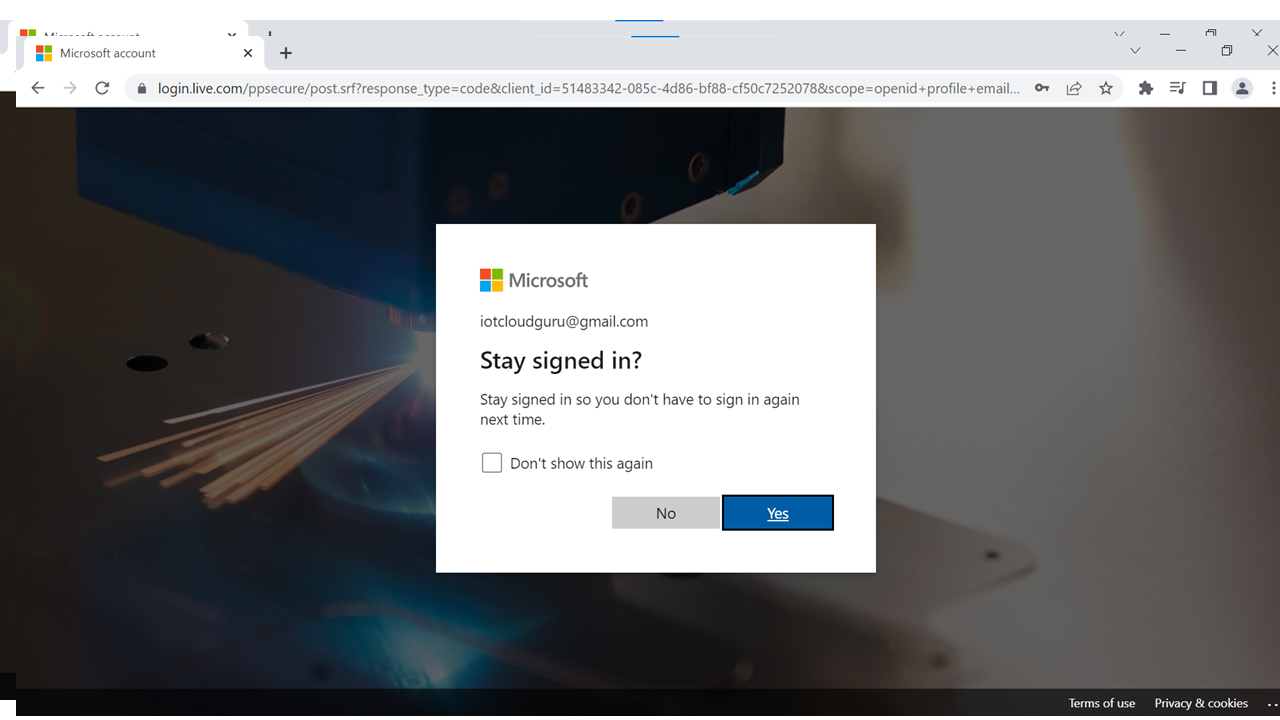 Microsoft account
Microsoft account
login.live.com/ppsecure/post.srf?response_type=code&client_id=51483342-085c-4d86-bf88-cf50c7252078&scope=openid+profile+email...
Microsoft
iotcloudguru@gmail.com
Stay signed in?
Stay signed in so you don't have to sign in again
next time.
Don't show this again
No Yes
Terms of use Privacy & cookies